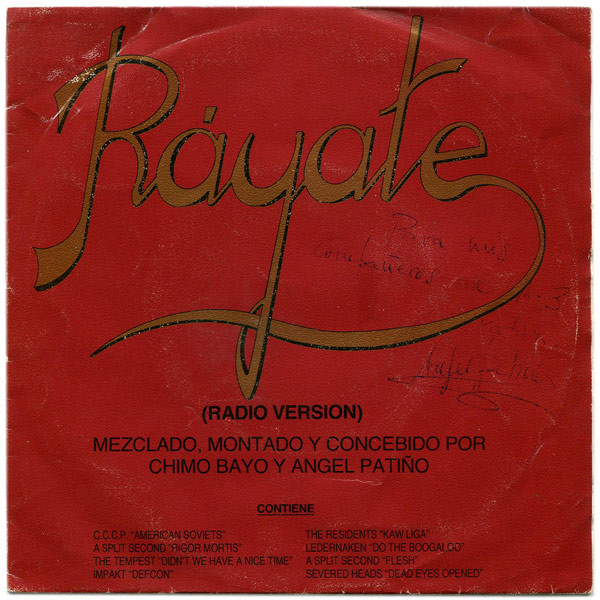 Ráyate
Para mis
compañeros
(RADIO VERSION)
MEZCLADO, MONTADO Y CONCEBIDO POR
CHIMO BAYO Y ANGEL PATIÑO
CONTIENE
C.C.C.P. “AMERICAN SOVIETS”
A SPLIT SECOND “RIGOR MORTIS”
THE TEMPEST “DIDN'T WE HAVE A NICE TIME”
IMPAKT “DEFCON”
THE RESIDENTS “KAW LIGA”
LEDERNAKEN “DO THE BOOGALOO”
A SPLIT SECOND “FLESH”
SEVERED HEADS “DEAD EYES OPENED”